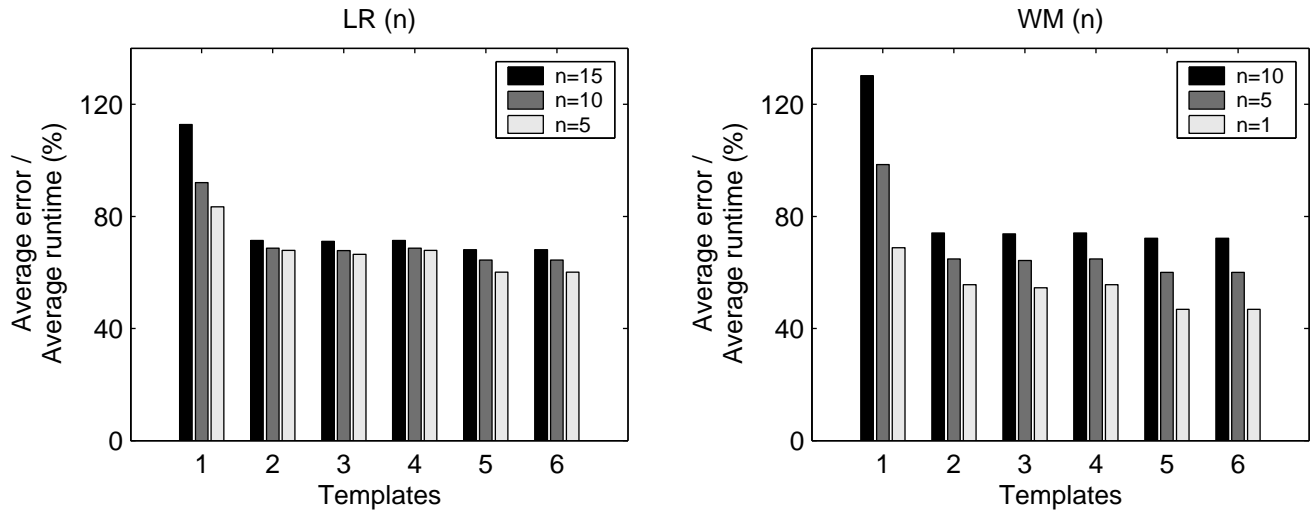 LR (n)
Average error /
Average runtime (%)
120
80
40
0
n=15
n=10
n=5
1 2 3 4 5 6
Templates
WM (n)
Average error /
Average runtime (%)
120
80
40
0
n=10
n=5
n=1
1 2 3 4 5 6
Templates